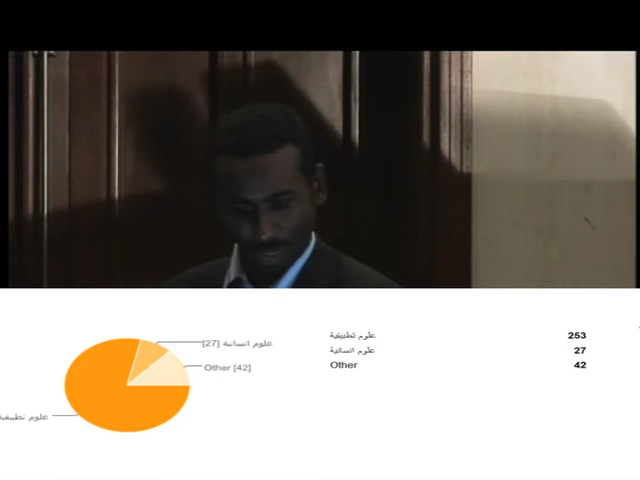 علوم انسانية [27]
Other [42]
علوم تطبيقية
علوم تطبيقية 253
علوم انسانية 27
Other 42